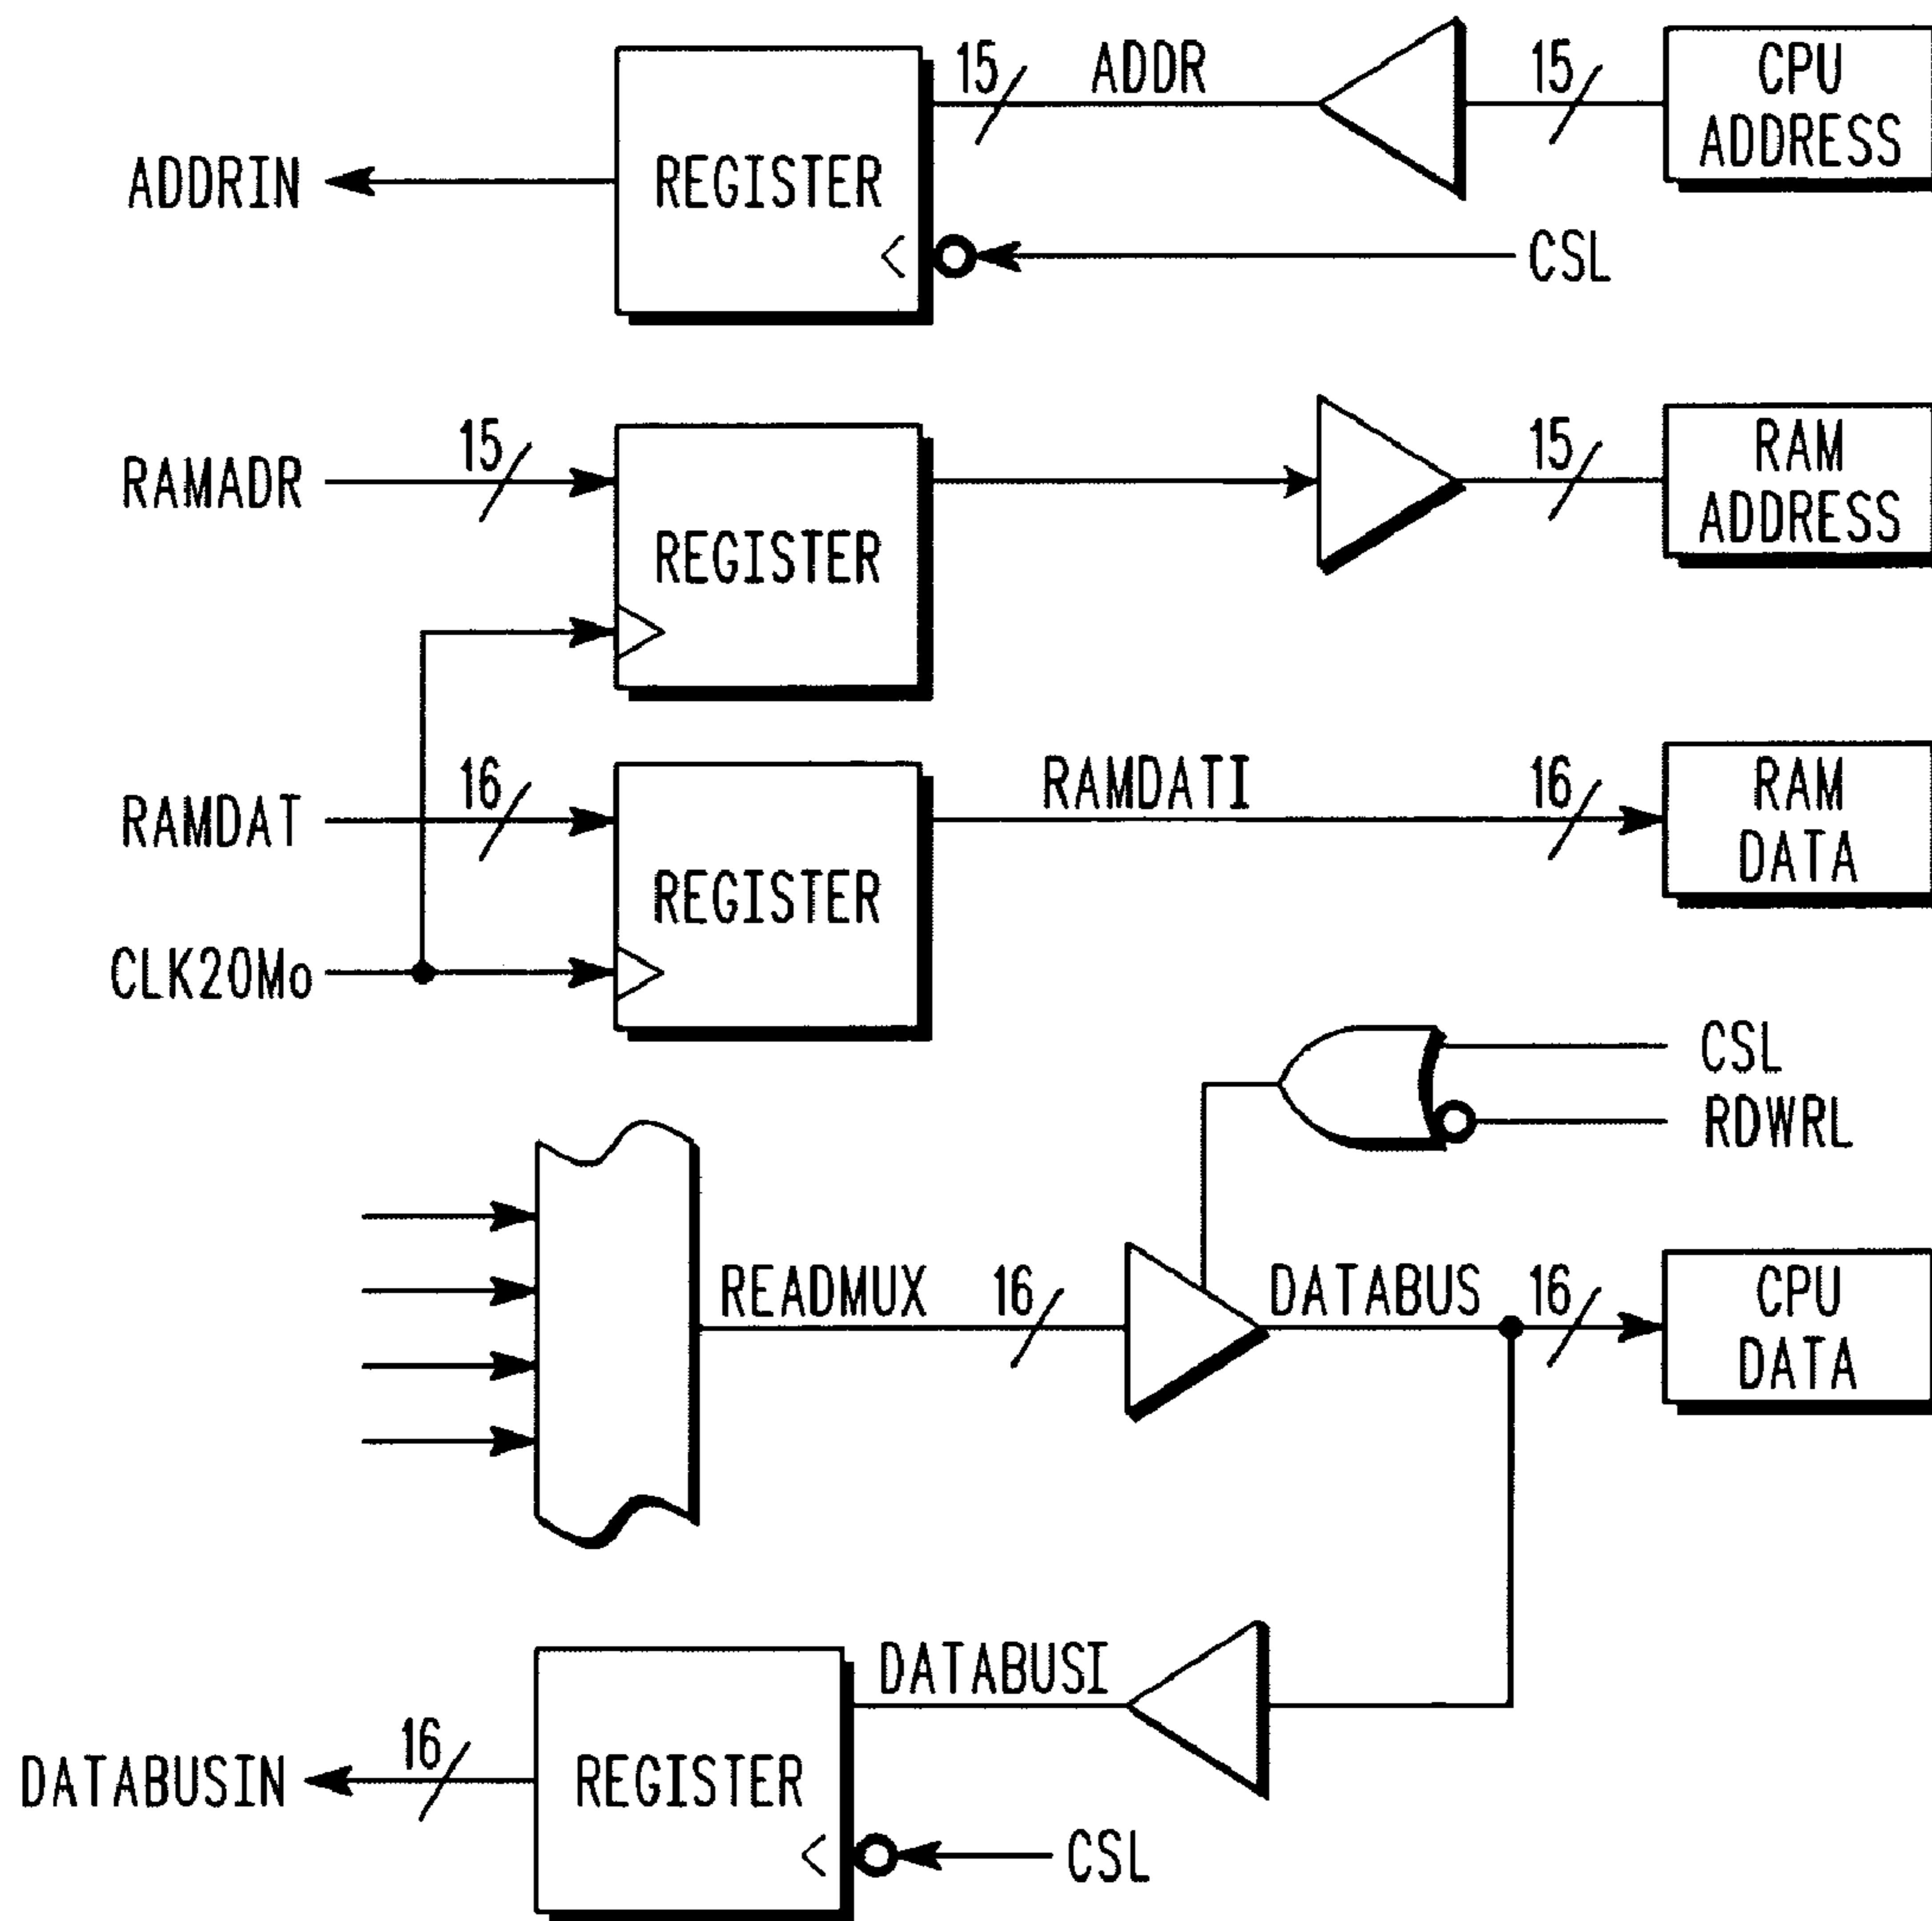 15
ADDR
15
CPU
ADDRESS
ADDRIN
REGISTER
CSL
RAMADR
15
REGISTER
15
RAM
ADDRESS
RAMDAT
16
REGISTER
RAMDATI
16
RAM
DATA
CLK20Mo
CSL
RDWRL
READMUX
16
DATABUS
16
CPU
DATA
DATABUSIN
16
REGISTER
DATABUSI
CSL